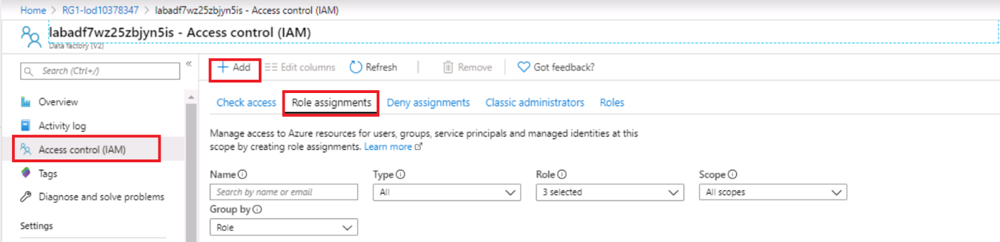 Home > RG1-lod10378347 > labadf7wz25zbjyn5is - Access control (IAM)
labadf7wz25zbjyn5is - Access control (IAM)
Data factory (V2)
Search (Ctrl+/)
«
Overview
Activity log
Access control (IAM)
Tags
Diagnose and solve problems
Settings
+ Add
Edit columns
Refresh
Remove
Got feedback?
Check access
Role assignments
Deny assignments
Classic administrators
Roles
Manage access to Azure resources for users, groups, service principals and managed identities at this
scope by creating role assignments. Learn more
Name
Search by name or email
Type
All
Role
3 selected
Scope
All scopes
Group by
Role